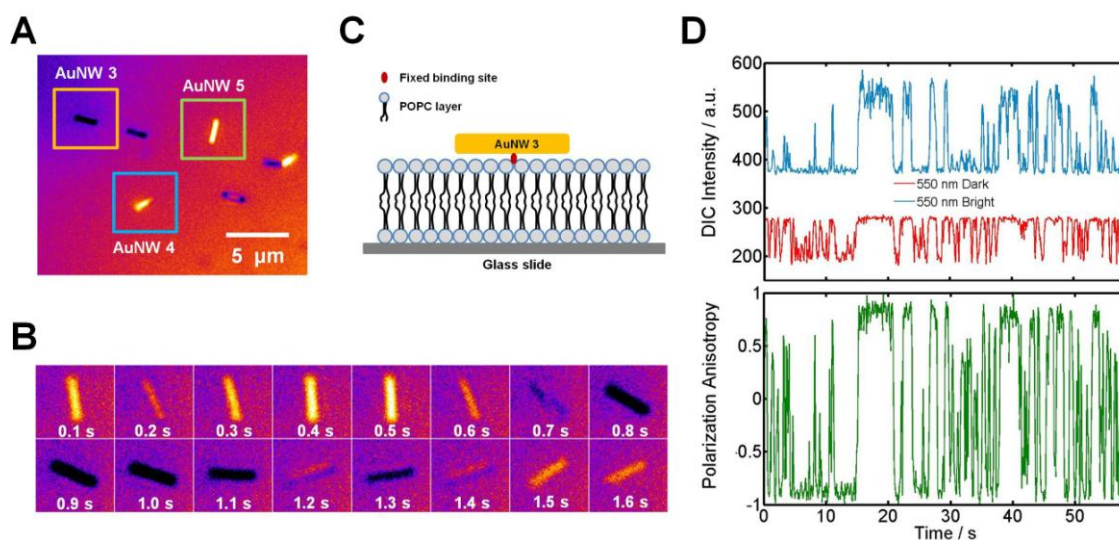 A
AuNW 3
AuNW 5
AuNW 4
5 μm
B
0.1 s 0.2 s 0.3 s 0.4 s 0.5 s 0.6 s 0.7 s 0.8 s
0.9 s 1.0 s 1.1 s 1.2 s 1.3 s 1.4 s 1.5 s 1.6 s
C
Fixed binding site
POPC layer
AuNW 3
Glass slide
D
600
500
400
300
200
DIC Intensity / a.u.
550 nm Dark
550 nm Bright
1
0.5
0
-0.5
-1
Polarization Anisotropy
0 10 20 30 40 50
Time / s